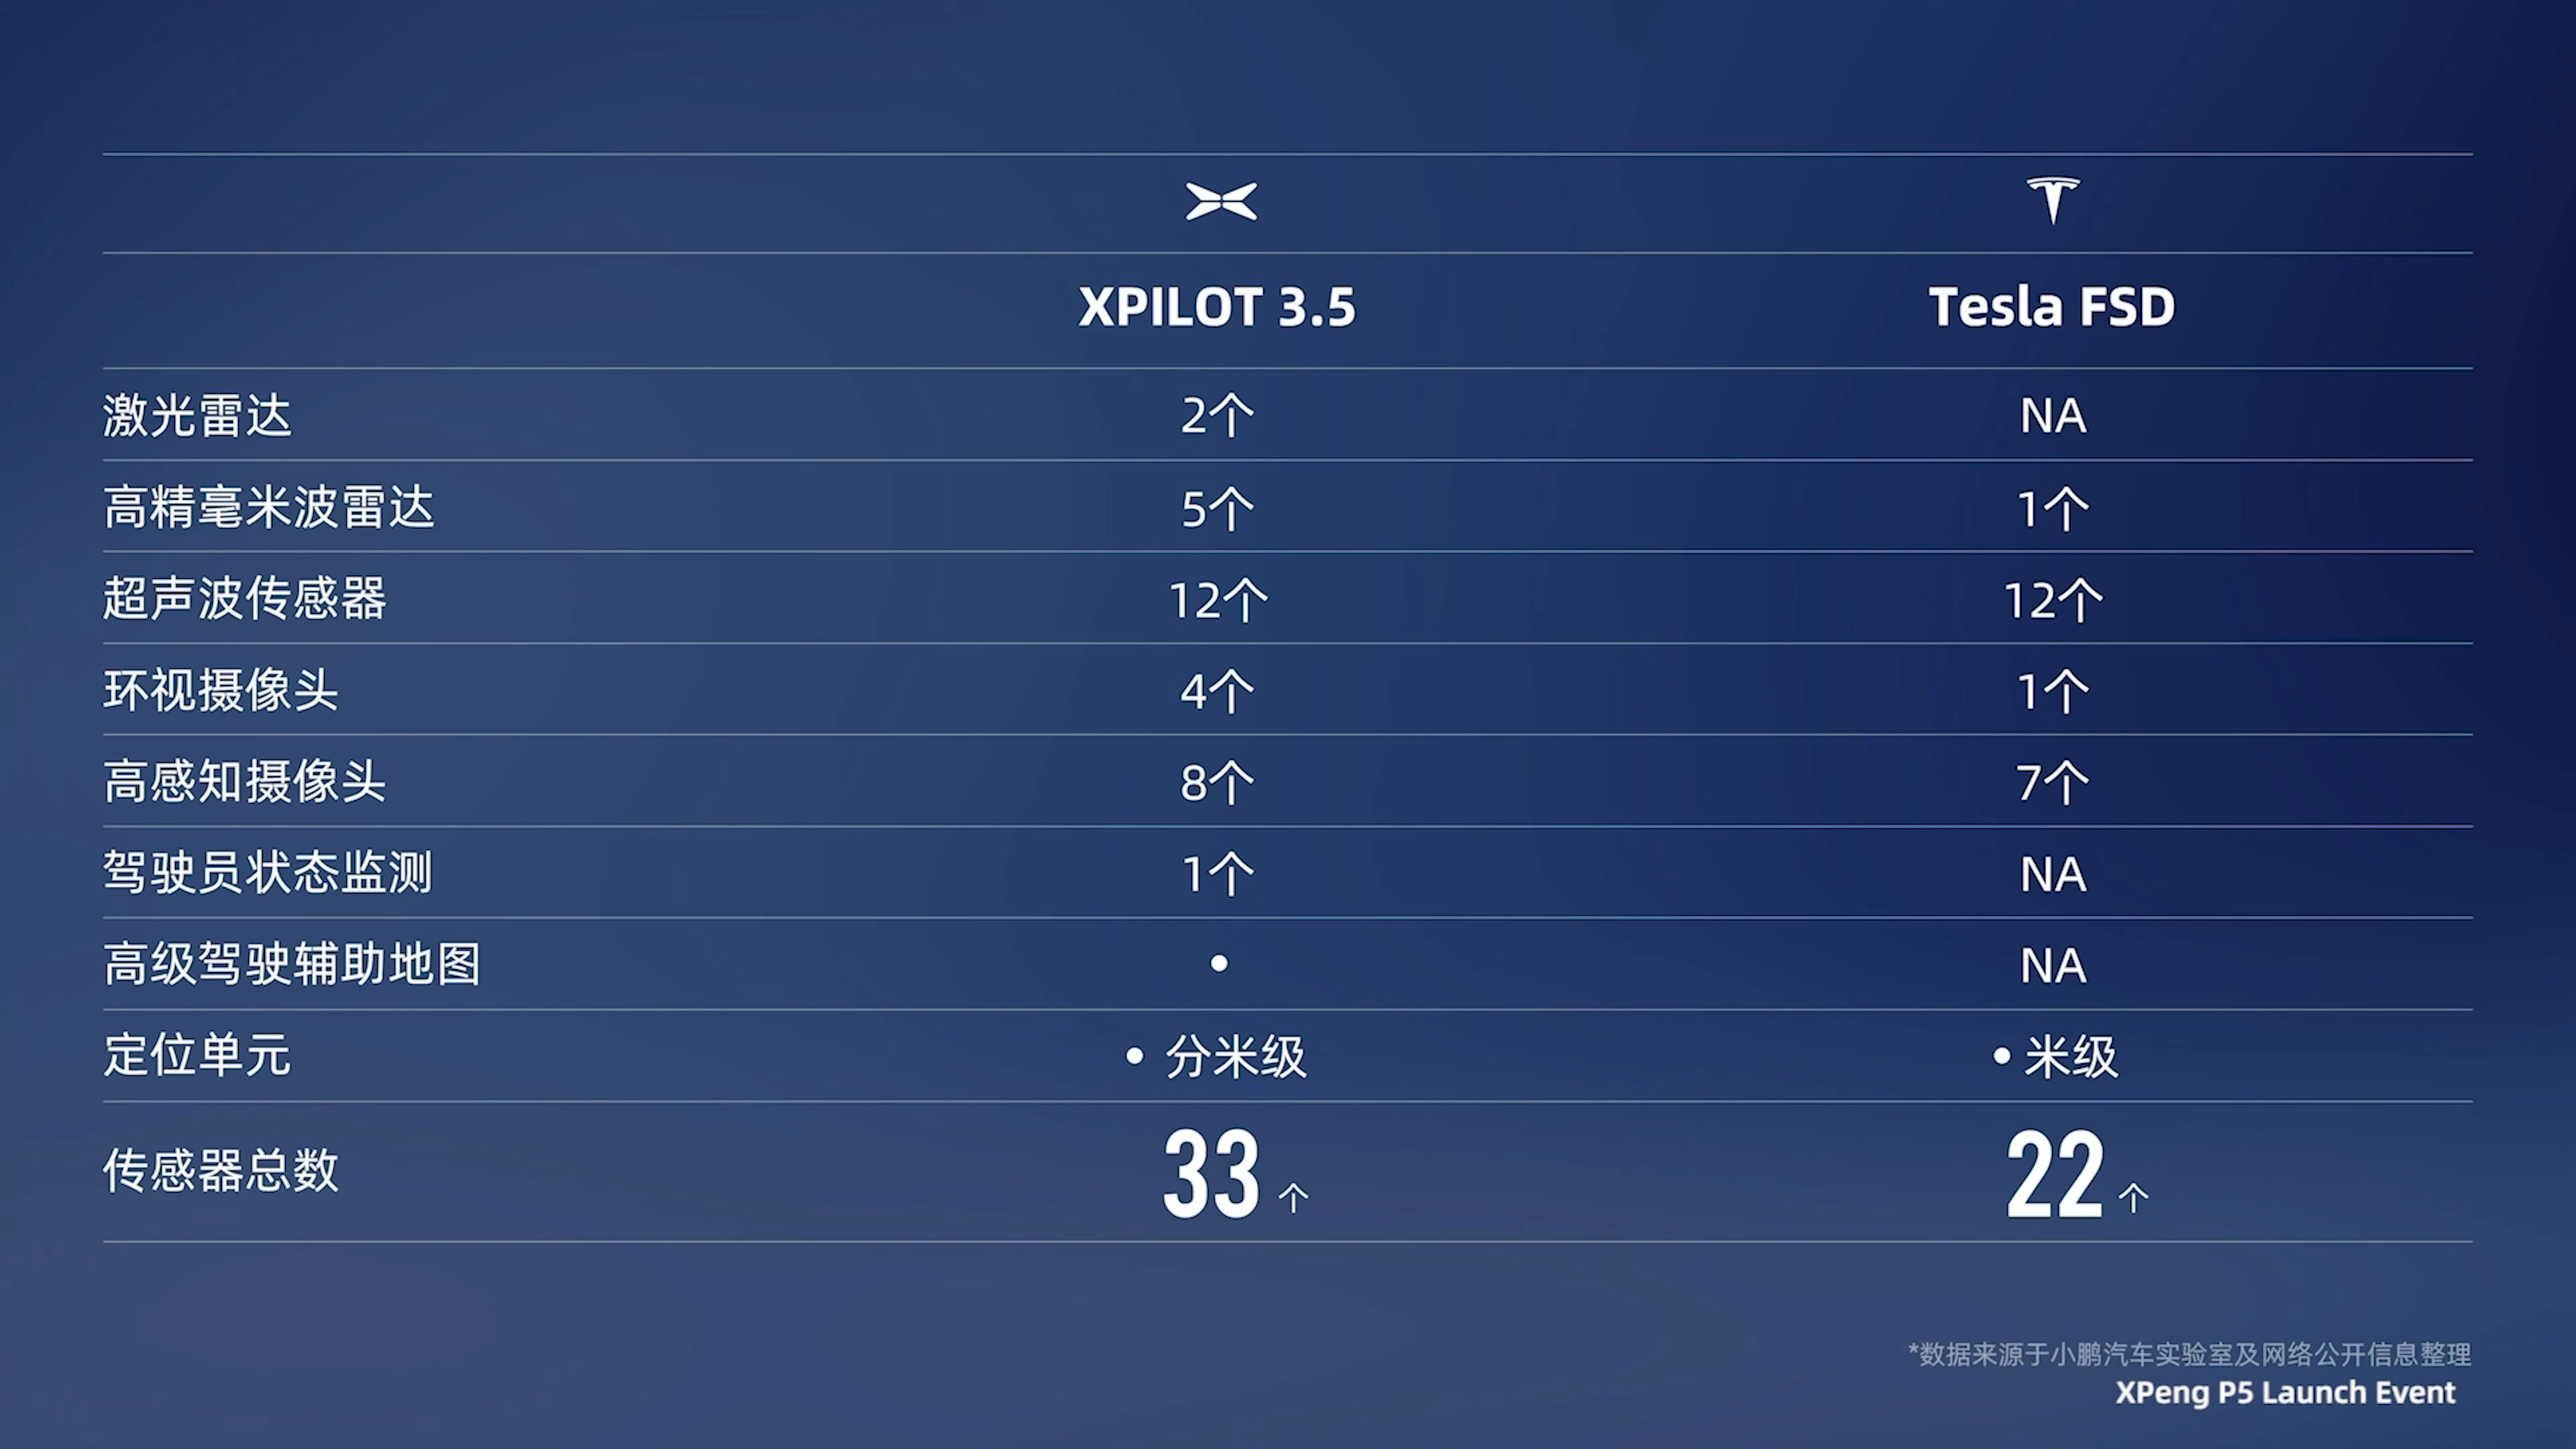 XPILOT 3.5 Tesla FSD
激光雷达 2个 NA
高精毫米波雷达 5个 1个
超声波传感器 12个 12个
环视摄像头 4个 1个
高感知摄像头 8个 7个
驾驶员状态监测 1个 NA
高级驾驶辅助地图 • NA
定位单元 • 分米级 • 米级
传感器总数 33个 22个
*数据来源于小鹏汽车实验室及网络公开信息整理
XPeng P5 Launch Event